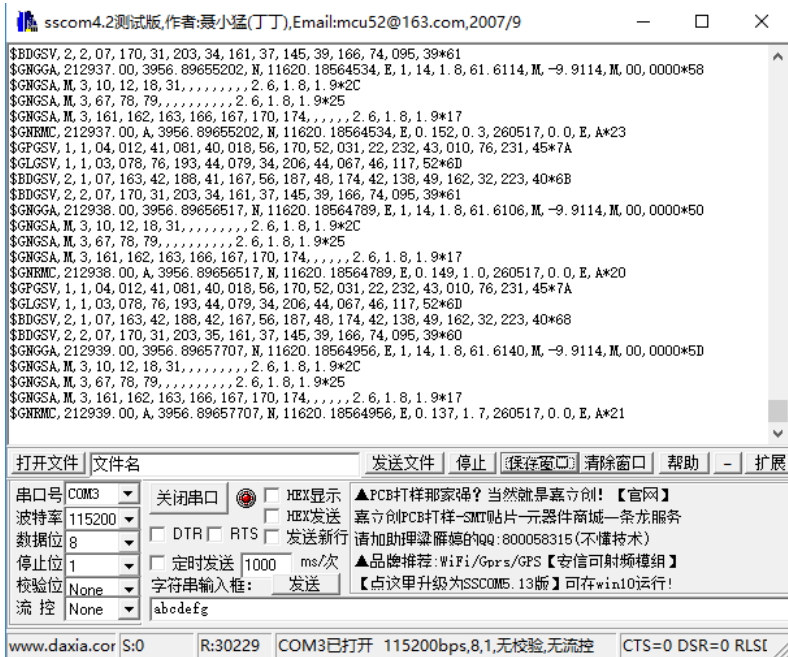 sscom4.2测试版,作者:聂小猛(丁丁),Email:mcu52@163.com,2007/9
$BDGSV,2,2,07,170,31,203,34,161,37,145,39,166,74,095,39*61
$GNGGA,212937.00,3956.89655202,N,11620.18564534,E,1,14,1.8,61.6114,M,-9.9114,M,00,0000*58
$GNGSA,M,3,10,12,18,31,,,,,,,,,2.6,1.8,1.9*2C
$GNGSA,M,3,67,78,79,,,,,,,,,,2.6,1.8,1.9*25
$GNGSA,M,3,161,162,163,166,167,170,174,,,,,,2.6,1.8,1.9*17
$GNRMC,212937.00,A,3956.89655202,N,11620.18564534,E,0.152,0.3,260517,0.0,E,A*23
$GPGSV,1,1,04,012,41,081,40,018,56,170,52,031,22,232,43,010,76,231,45*7A
$GLGSV,1,1,03,078,76,193,44,079,34,206,44,067,46,117,52*6D
$BDGSV,2,1,07,163,42,188,41,167,56,187,48,174,42,138,49,162,32,223,40*6B
$BDGSV,2,2,07,170,31,203,34,161,37,145,39,166,74,095,39*61
$GNGGA,212938.00,3956.89656517,N,11620.18564789,E,1,14,1.8,61.6106,M,-9.9114,M,00,0000*50
$GNGSA,M,3,10,12,18,31,,,,,,,,,2.6,1.8,1.9*2C
$GNGSA,M,3,67,78,79,,,,,,,,,,2.6,1.8,1.9*25
$GNGSA,M,3,161,162,163,166,167,170,174,,,,,,2.6,1.8,1.9*17
$GNRMC,212938.00,A,3956.89656517,N,11620.18564789,E,0.149,1.0,260517,0.0,E,A*20
$GPGSV,1,1,04,012,41,081,40,018,56,170,52,031,22,232,43,010,76,231,45*7A
$GLGSV,1,1,03,078,76,193,44,079,34,206,44,067,46,117,52*6D
$BDGSV,2,1,07,163,42,188,42,167,56,187,48,174,42,138,49,162,32,223,40*68
$BDGSV,2,2,07,170,31,203,35,161,37,145,39,166,74,095,39*60
$GNGGA,212939.00,3956.89657707,N,11620.18564956,E,1,14,1.8,61.6140,M,-9.9114,M,00,0000*5D
$GNGSA,M,3,10,12,18,31,,,,,,,,,2.6,1.8,1.9*2C
$GNGSA,M,3,67,78,79,,,,,,,,,,2.6,1.8,1.9*25
$GNGSA,M,3,161,162,163,166,167,170,174,,,,,,2.6,1.8,1.9*17
$GNRMC,212939.00,A,3956.89657707,N,11620.18564956,E,0.137,1.7,260517,0.0,E,A*21
打开文件 文件名 发送文件 停止 保存窗口 清除窗口 帮助 - 扩展
串口号 COM3 关闭串口 HEX显示 ▲PCB打样那家强?当然就是嘉立创!【官网】
波特率 115200 HEX发送 嘉立创PCB打样-SMT贴片-元器件商城一条龙服务
数据位 8 DTR RTS 发送新行 请加助理梁雁婷的QQ:800058315(不懂技术)
停止位 1 定时发送 1000 ms/次 ▲品牌推荐:WiFi/Gprs/GPS【安信可射频模组】
校验位 None 字符串输入框: 发送 【点这里升级为SSCOM5.13版】可在win10运行!
流 控 None abcdefg
www.daxia.cor S:0 R:30229 COM3已打开 115200bps,8,1,无校验,无流控 CTS=0 DSR=0 RLSI